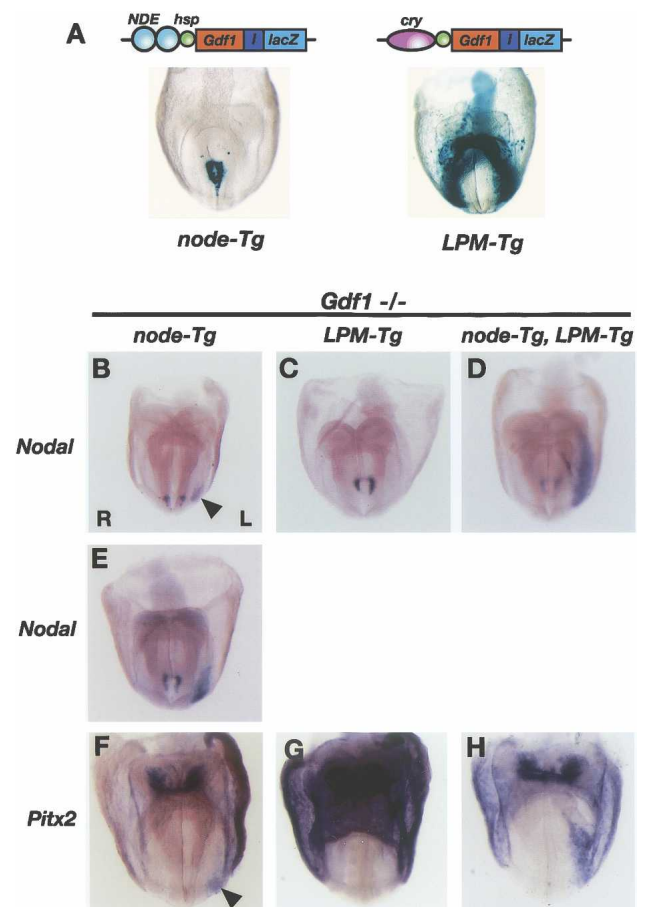 A
NDE hsp
Gdf1 I lacZ
cry
Gdf1 I lacZ
node-Tg
LPM-Tg
Gdf1 -/-
node-Tg LPM-Tg node-Tg, LPM-Tg
B C D
Nodal
R L
E
Nodal
F G H
Pitx2